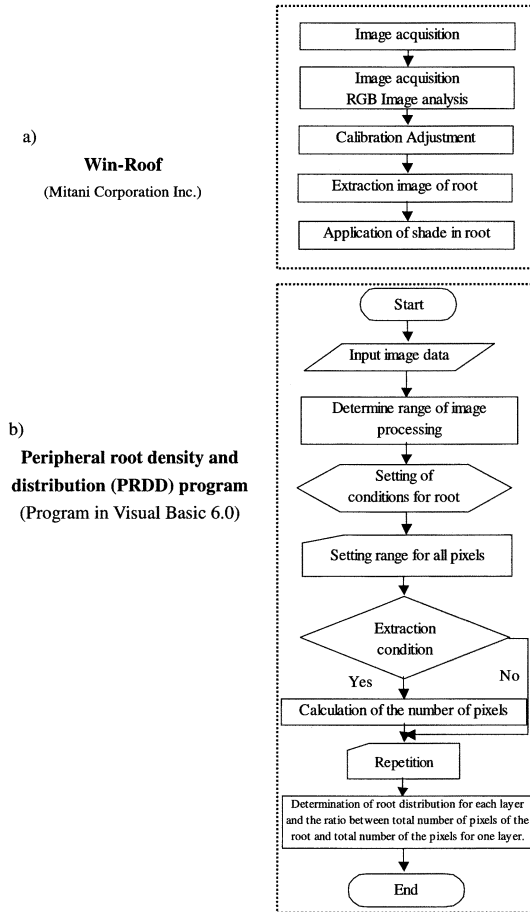 a)
Win-Roof
(Mitani Corporation Inc.)
Image acquisition
Image acquisition
RGB Image analysis
Calibration Adjustment
Extraction image of root
Application of shade in root
b)
Peripheral root density and
distribution (PRDD) program
(Program in Visual Basic 6.0)
Start
Input image data
Determine range of image
processing
Setting of
conditions for root
Setting range for all pixels
Extraction
condition
Yes
No
Calculation of the number of pixels
Repetition
Determination of root distribution for each layer
and the ratio between total number of pixels of the
root and total number of the pixels for one layer.
End